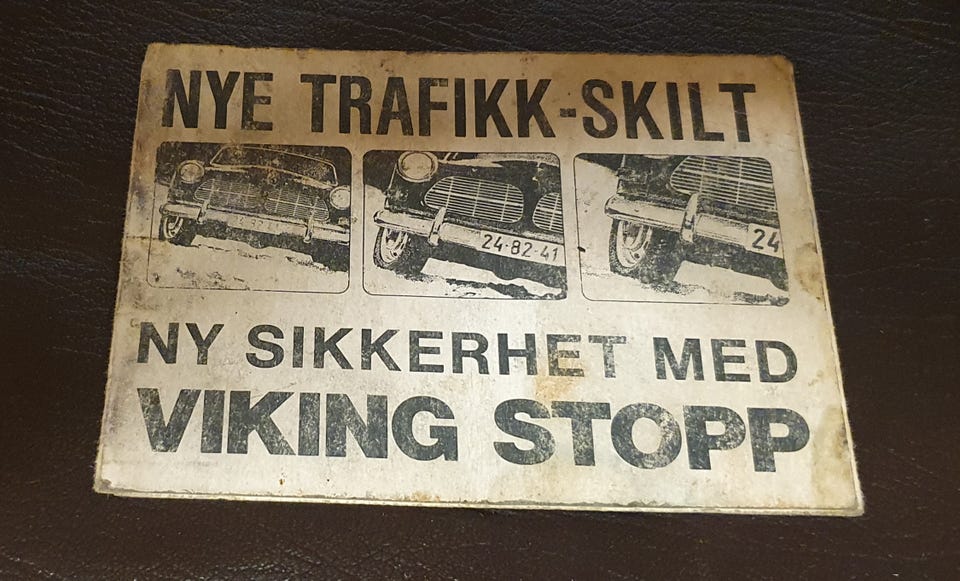 NYE TRAFIKK-SKILT
24-82-41
24
NY SIKKERHET MED
VIKING STOPP